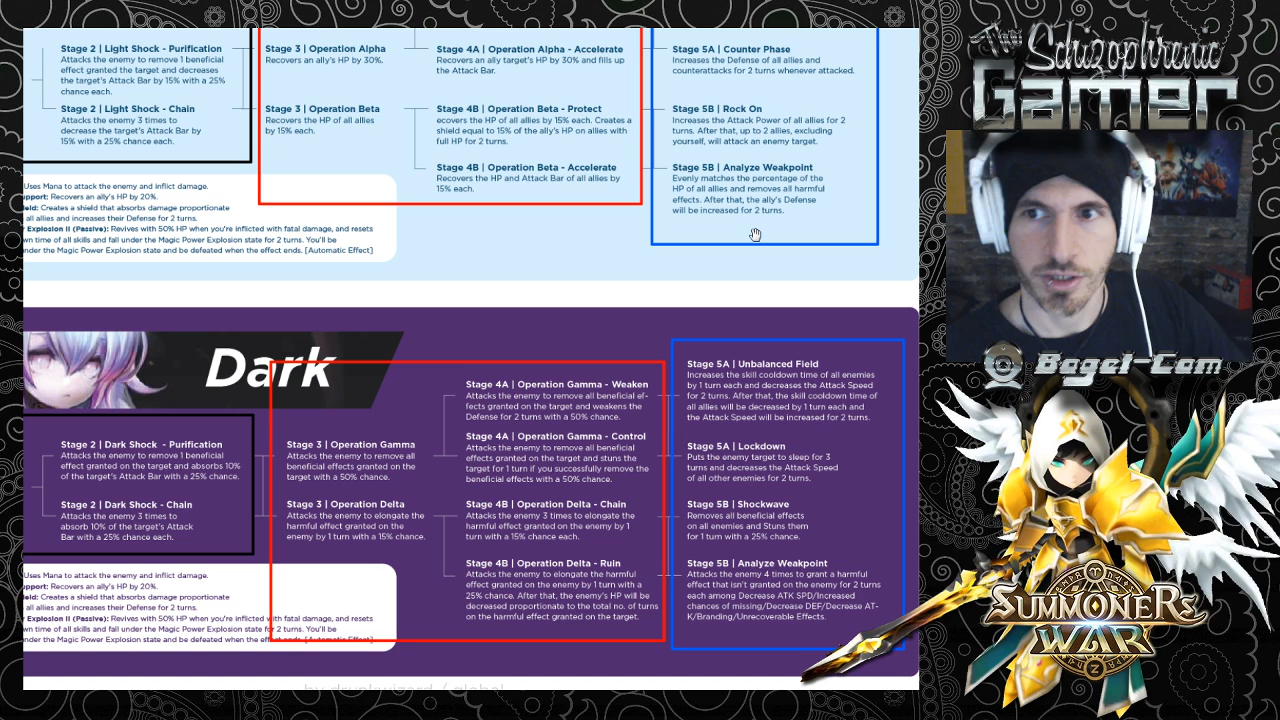 Stage 2 | Light Shock - Purification
Attacks the enemy to remove 1 beneficial
effect granted the target and decreases
the target's Attack Bar by 15% with a 25%
chance each.
Stage 2 | Light Shock - Chain
Attacks the enemy 3 times to
decrease the target's Attack Bar by
15% with a 25% chance each.
Stage 3 | Operation Alpha
Recovers an ally's HP by 30%.
Stage 3 | Operation Beta
Recovers the HP of all allies
by 15% each.
Stage 4A | Operation Alpha - Accelerate
Recovers an ally target's HP by 30% and fills up
the Attack Bar.
Stage 4B | Operation Beta - Protect
ecovers the HP of all allies by 15% each. Creates a
shield equal to 15% of the ally's HP on allies with
full HP for 2 turns.
Stage 4B | Operation Beta - Accelerate
Recovers the HP and Attack Bar of all allies by
15% each.
Stage 5A | Counter Phase
Increases the Defense of all allies and
counterattacks for 2 turns whenever attacked.
Stage 5B | Rock On
Increases the Attack Power of all allies for 2
turns. After that, up to 2 allies, excluding
yourself, will attack an enemy target.
Stage 5B | Analyze Weakpoint
Evenly matches the percentage of the
HP of all allies and removes all harmful
effects. After that, the ally's Defense
will be increased for 2 turns.
Uses Mana to attack the enemy and inflict damage.
upport: Recovers an ally's HP by 20%.
ield: Creates a shield that absorbs damage proportionate
all allies and increases their Defense for 2 turns.
r Explosion II (Passive): Revives with 50% HP when you're inflicted with fatal damage, and resets
wn time of all skills and fall under the Magic Power Explosion state for 2 turns. You'll be
nder the Magic Power Explosion state and be defeated when the effect ends. [Automatic Effect]
Dark
Stage 2 | Dark Shock - Purification
Attacks the enemy to remove 1 beneficial
effect granted on the target and absorbs 10%
of the target's Attack Bar with a 25% chance.
Stage 2 | Dark Shock - Chain
Attacks the enemy 3 times to
absorb 10% of the target's Attack
Bar with a 25% chance each.
Stage 3 | Operation Gamma
Attacks the enemy to remove all
beneficial effects granted on the
target with a 50% chance.
Stage 3 | Operation Delta
Attacks the enemy to elongate the
harmful effect granted on the
enemy by 1 turn with a 15% chance.
Stage 4A | Operation Gamma - Weaken
Attacks the enemy to remove all beneficial ef-
fects granted on the target and weakens the
Defense for 2 turns with a 50% chance.
Stage 4A | Operation Gamma - Control
Attacks the enemy to remove all beneficial
effects granted on the target and stuns the
target for 1 turn if you successfully remove the
beneficial effects with a 50% chance.
Stage 4B | Operation Delta - Chain
Attacks the enemy 3 times to elongate the
harmful effect granted on the enemy by 1
turn with a 15% chance each.
Stage 4B | Operation Delta - Ruin
Attacks the enemy to elongate the harmful
effect granted on the enemy by 1 turn with a
25% chance. After that, the enemy's HP will be
decreased proportionate to the total no. of turns
on the harmful effect granted on the target.
Stage 5A | Unbalanced Field
Increases the skill cooldown time of all enemies
by 1 turn each and decreases the Attack Speed
for 2 turns. After that, the skill cooldown time of
all allies will be decreased by 1 turn each and
the Attack Speed will be increased for 2 turns.
Stage 5A | Lockdown
Puts the enemy target to sleep for 3
turns and decreases the Attack Speed
of all other enemies for 2 turns.
Stage 5B | Shockwave
Removes all beneficial effects
on all enemies and Stuns them
for 1 turn with a 25% chance.
Stage 5B | Analyze Weakpoint
Attacks the enemy 4 times to grant a harmful
effect that isn't granted on the enemy for 2 turns
each among Decrease ATK SPD/Increased
chances of missing/Decrease DEF/Decrease AT-
K/Branding/Unrecoverable Effects.
Uses Mana to attack the enemy and inflict damage.
upport: Recovers an ally's HP by 20%.
ield: Creates a shield that absorbs damage proportionate
all allies and increases their Defense for 2 turns.
r Explosion II (Passive): Revives with 50% HP when you're inflicted with fatal damage, and resets
wn time of all skills and fall under the Magic Power Explosion state for 2 turns. You'll be
nder the Magic Power Explosion state and be defeated when the effect ends. [Automatic Effect]
by drunkwizard / global
The Schizophrenic
Gamer
Bagel Cam
SUMMONERS
WAR